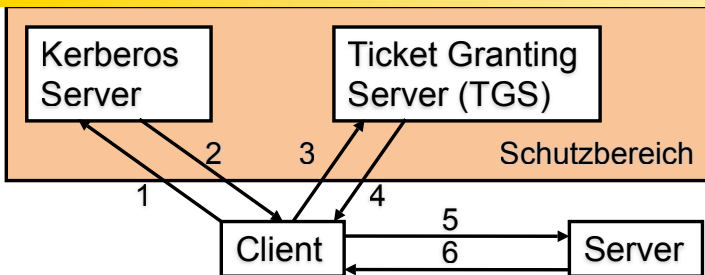 Kerberos
Server
Ticket Granting
Server (TGS)
Schutzbereich
1
2
3
4
5
6
Client
Server